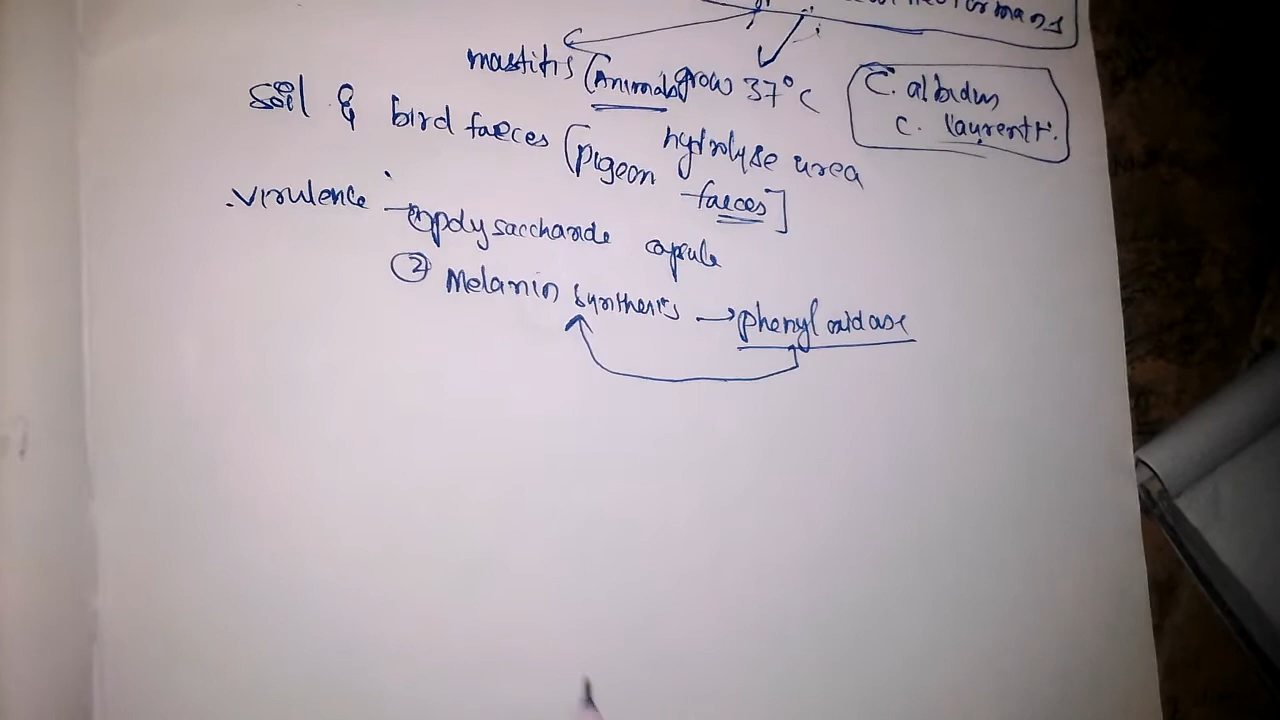 mastitis (Animals grow 37°C
C. albidus
C. laurentii.
soil & bird faeces (pigeon faeces]
hydrolyse urea
virulence - ① polysaccharide capsule
② Melanin synthesis → phenyl oxidase